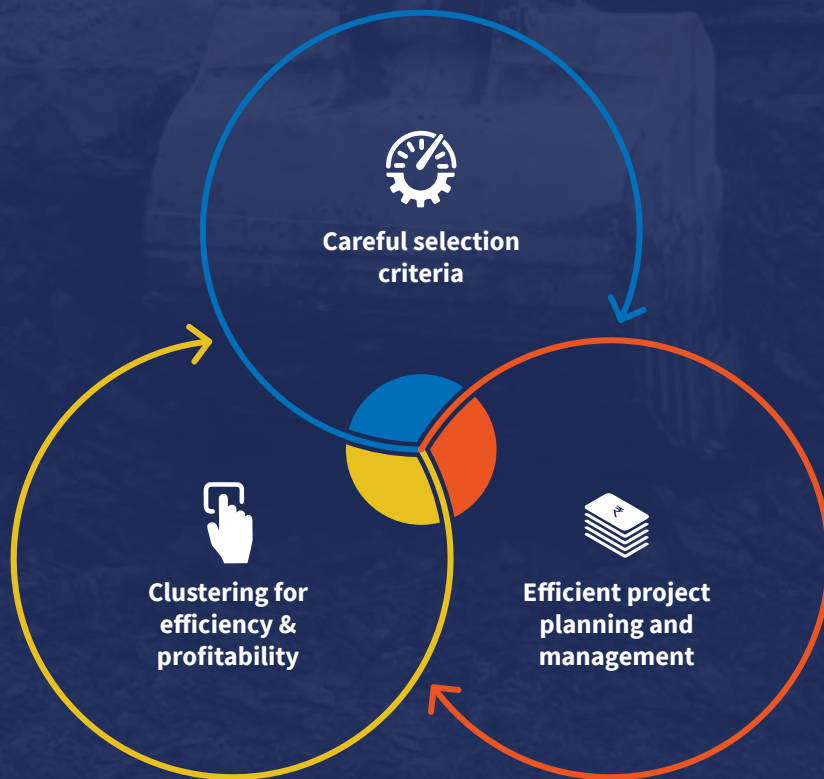 Careful selection
criteria
Clustering for
efficiency &
profitability
Efficient project
planning and
management